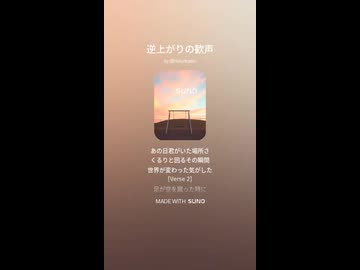 逆上がりの歓声
SUNO
あの日君がいた場所さ
くるりと回るその瞬間
世界が変わった気がした
[Verse 2]
足が空を蹴った時に
MADE WITH SUNO